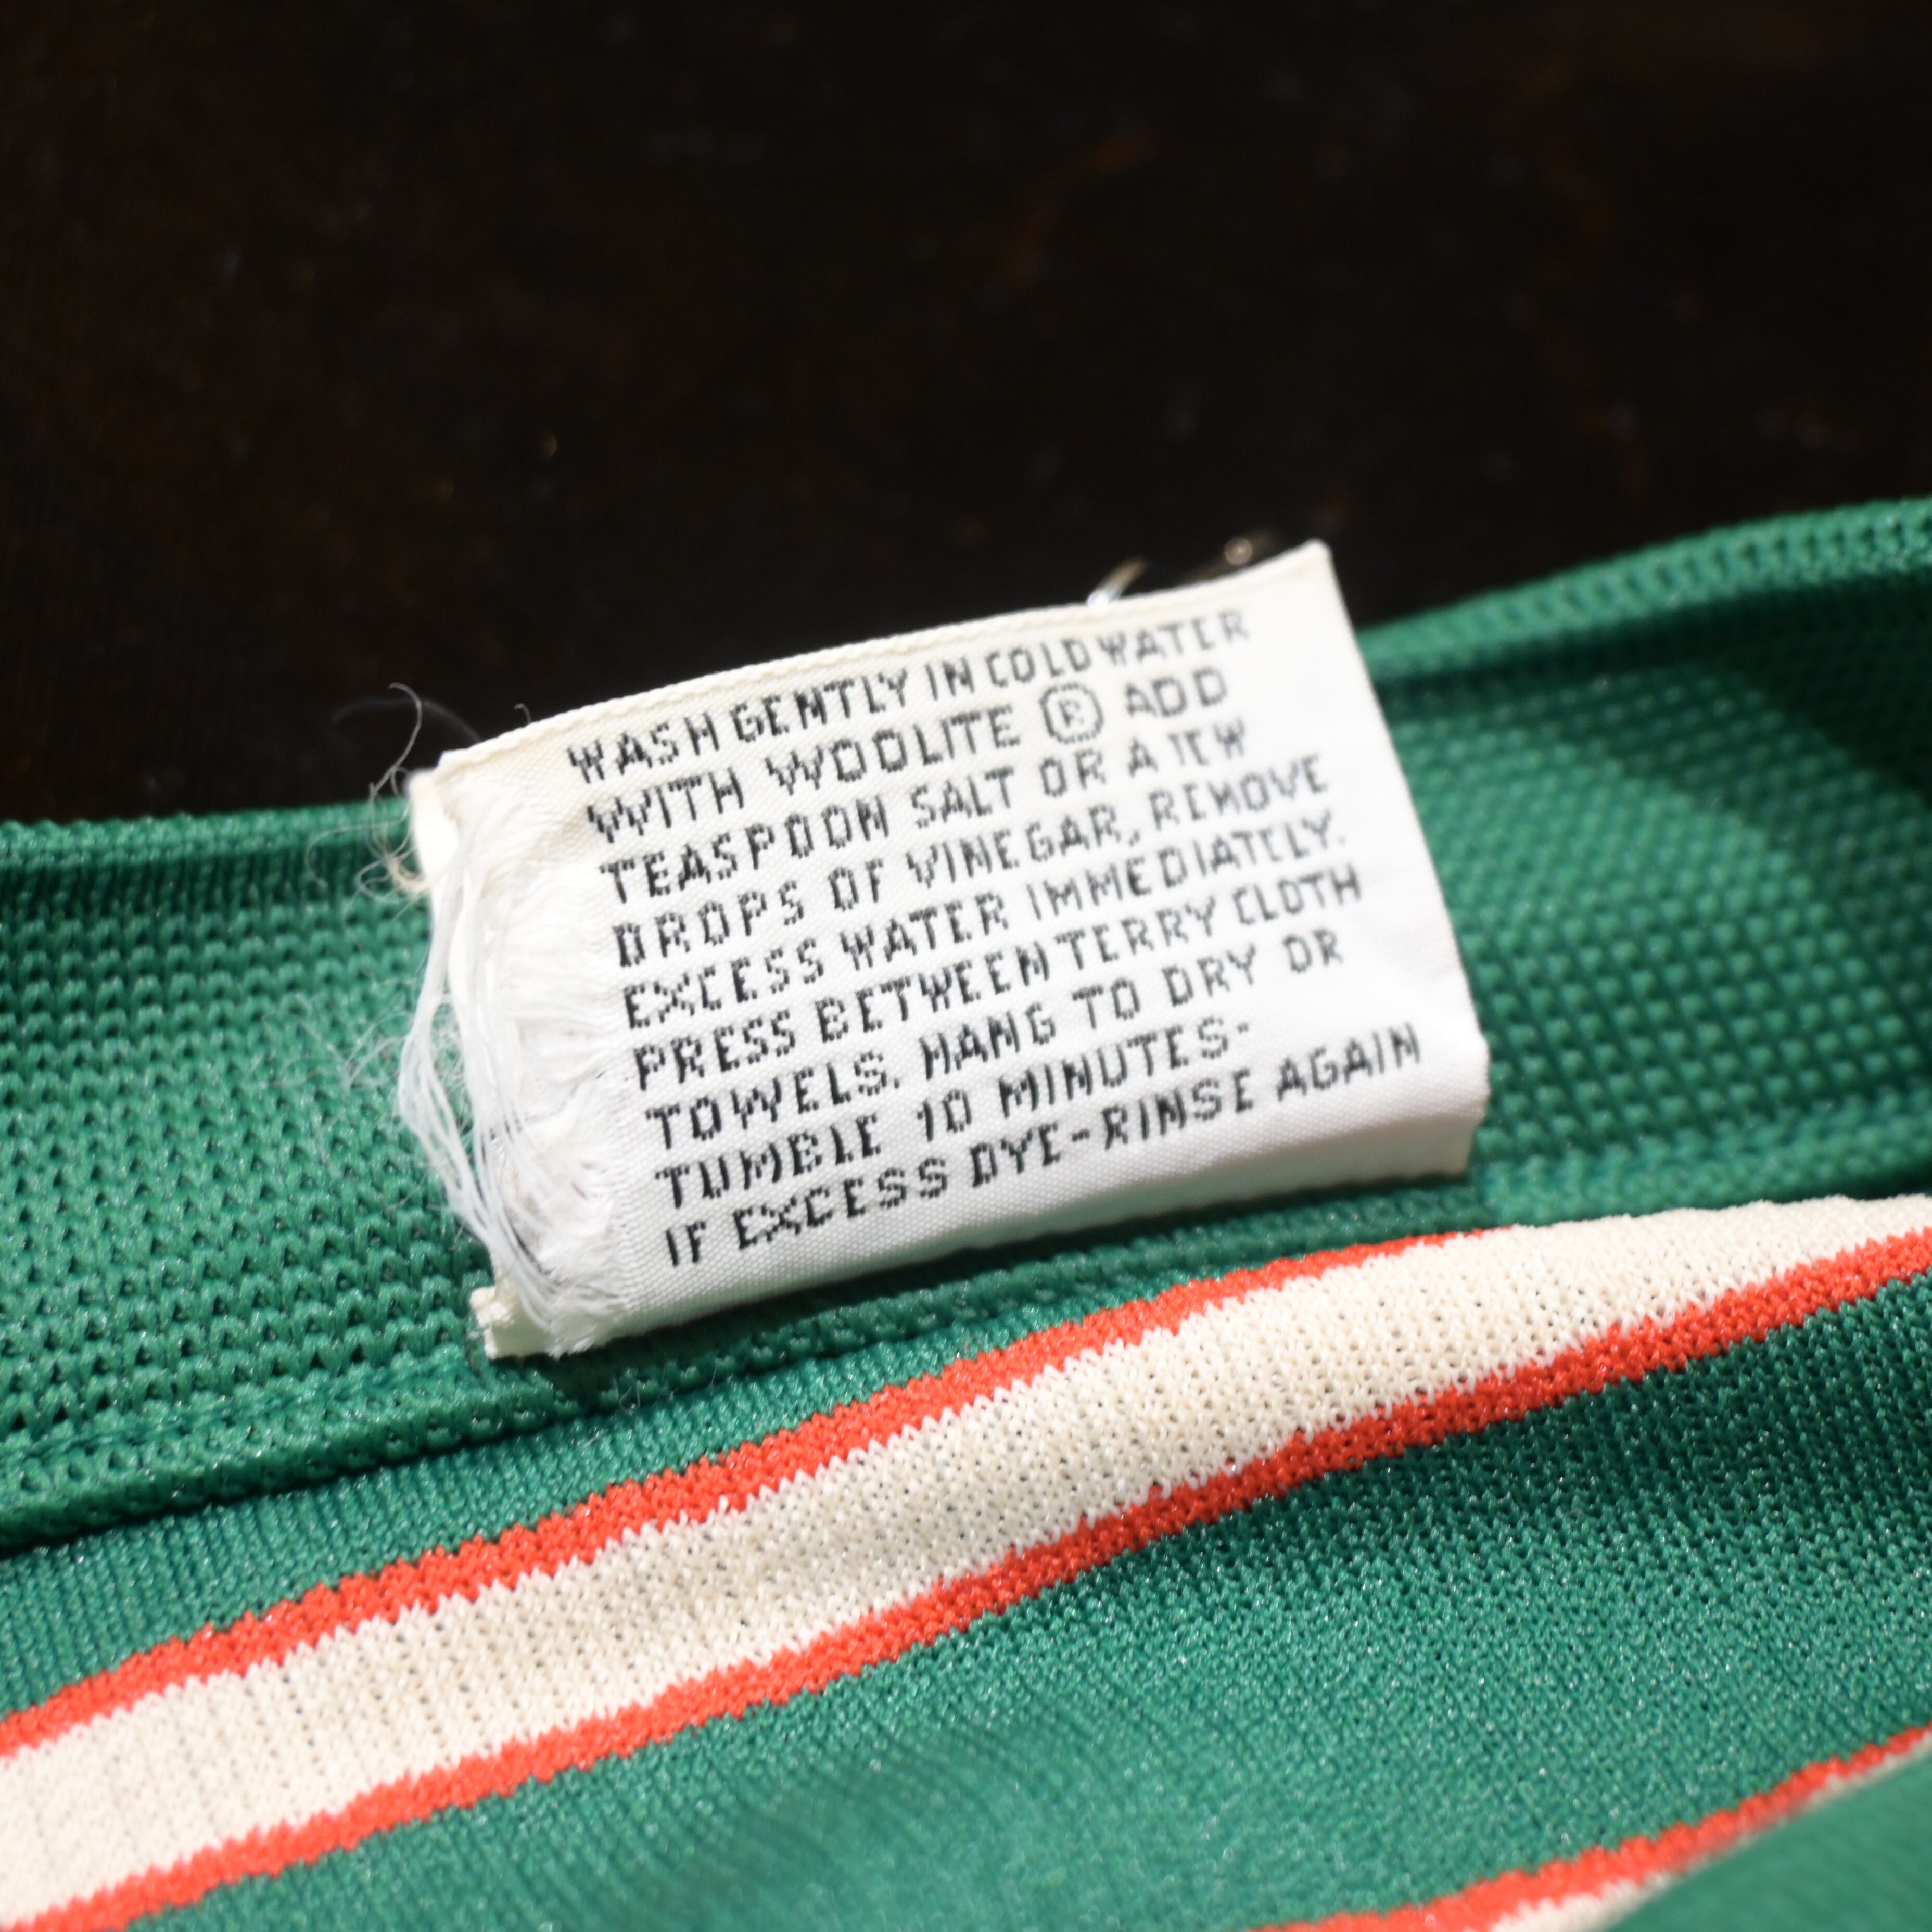 WASH GENTLY IN COLD WATER
WITH WOOLITE ® ADD
TEASPOON SALT OR A FEW
DROPS OF VINEGAR, REMOVE
EXCESS WATER IMMEDIATELY.
PRESS BETWEEN TERRY CLOTH
TOWELS. HANG TO DRY OR
TUMBLE 10 MINUTES-
IF EXCESS DYE-RINSE AGAIN